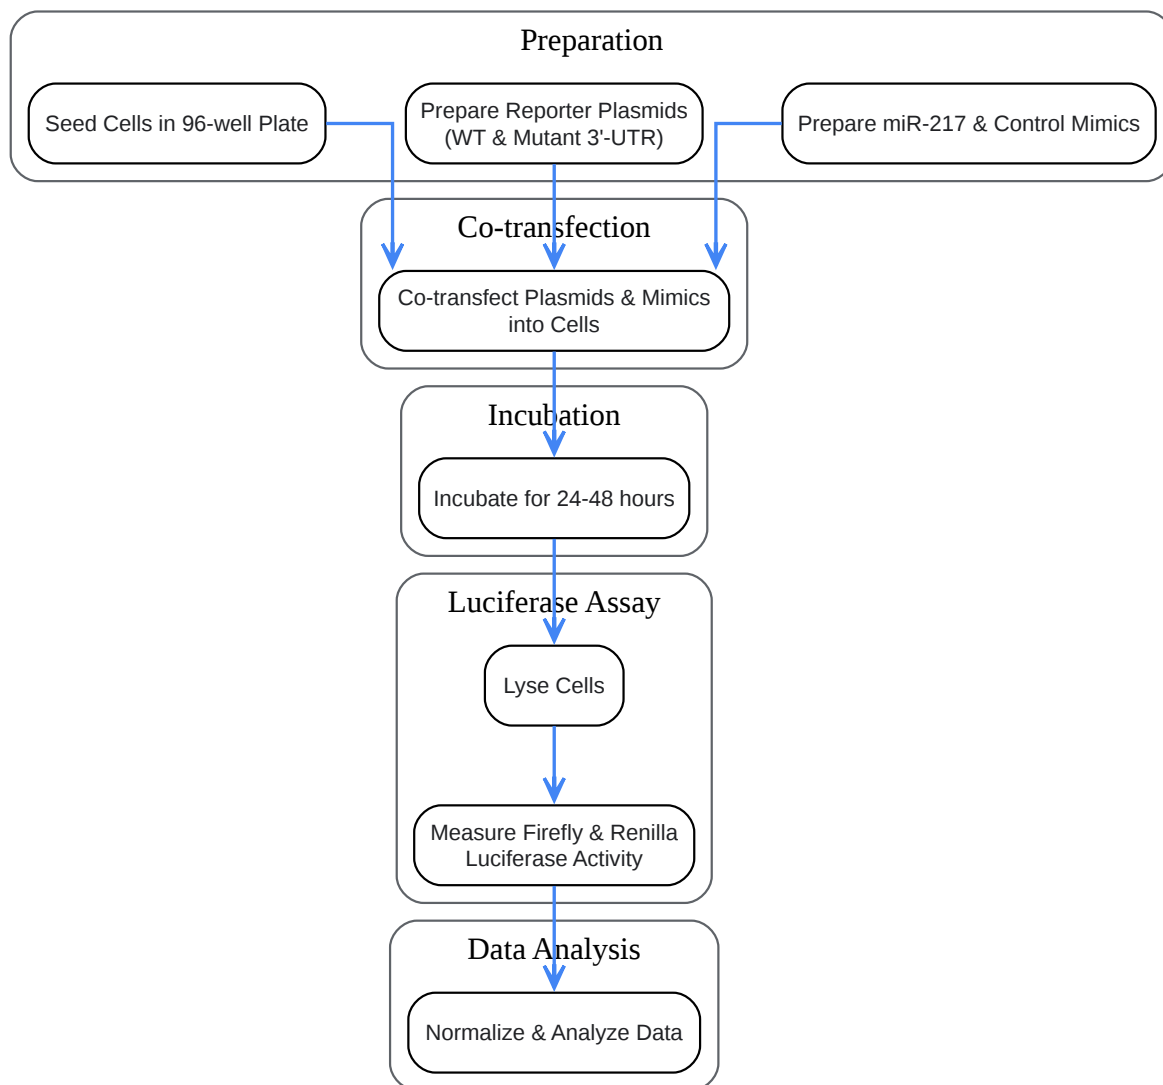 Preparation
Seed Cells in 96-well Plate
Prepare Reporter Plasmids
(WT & Mutant 3'-UTR)
Prepare miR-217 & Control Mimics
Co-transfection
Co-transfect Plasmids & Mimics
into Cells
Incubation
Incubate for 24-48 hours
Luciferase Assay
Lyse Cells
Measure Firefly & Renilla
Luciferase Activity
Data Analysis
Normalize & Analyze Data